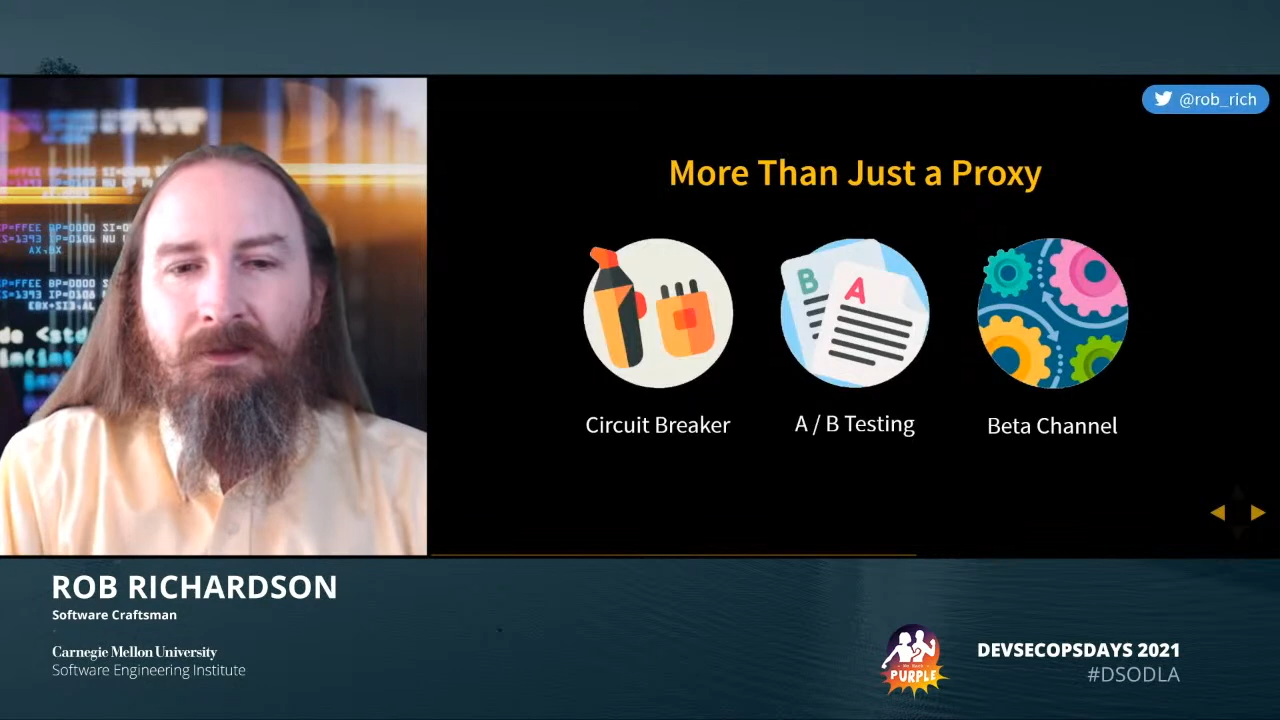 @rob_rich
More Than Just a Proxy
B
A
Circuit Breaker
A / B Testing
Beta Channel
ROB RICHARDSON
Software Craftsman
Carnegie Mellon University
Software Engineering Institute
PURPLE
DEVSECOPSDAYS 2021
#DSODLA